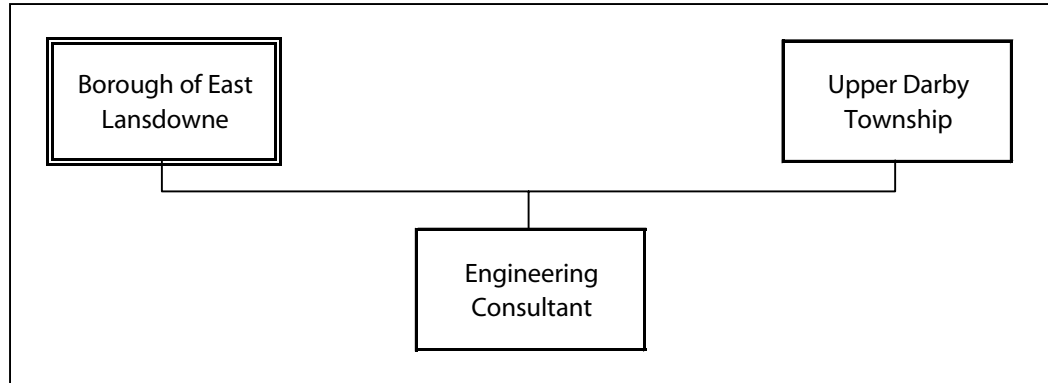 Borough of East
Lansdowne
Upper Darby
Township
Engineering
Consultant